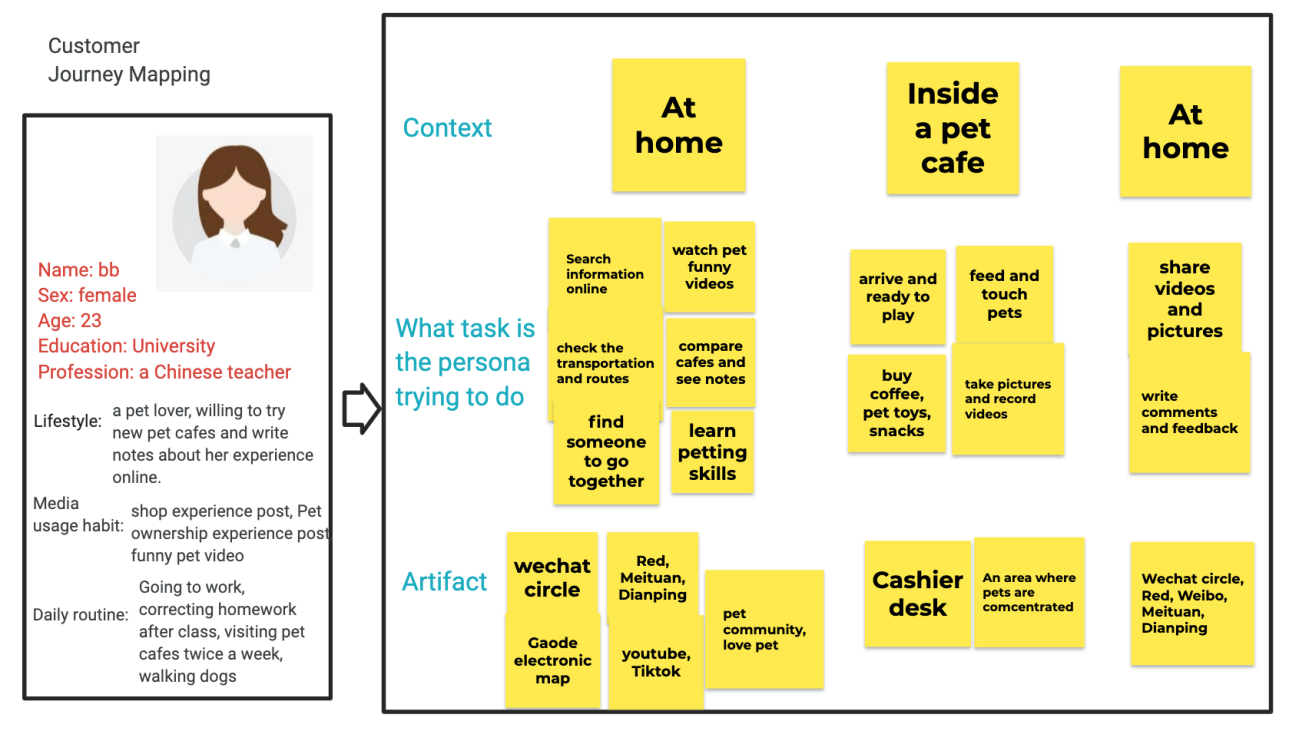 Customer
Journey Mapping
Name: bb
Sex: female
Age: 23
Education: University
Profession: a Chinese teacher
Lifestyle:
a pet lover, willing to try
new pet cafes and write
notes about her experience
online.
Media
usage habit:
shop experience post, Pet
ownership experience post
funny pet video
Daily routine:
Going to work,
correcting homework
after class, visiting pet
cafes twice a week,
walking dogs
Context
At
home
Inside
a pet
cafe
At
home
What task is
the persona
trying to do
Search
information
online
watch pet
funny
videos
check the
transportation
and routes
compare
cafes and
see notes
find
someone
to go
together
learn
petting
skills
arrive and
ready to
play
feed and
touch
pets
buy
coffee,
pet toys,
snacks
take pictures
and record
videos
share
videos
and
pictures
write
comments
and feedback
Artifact
wechat
circle
Red,
Meituan,
Dianping
Gaode
electronic
map
youtube,
Tiktok
pet
community,
love pet
Cashier
desk
An area where
pets are
comcentrated
Wechat circle,
Red, Weibo,
Meituan,
Dianping